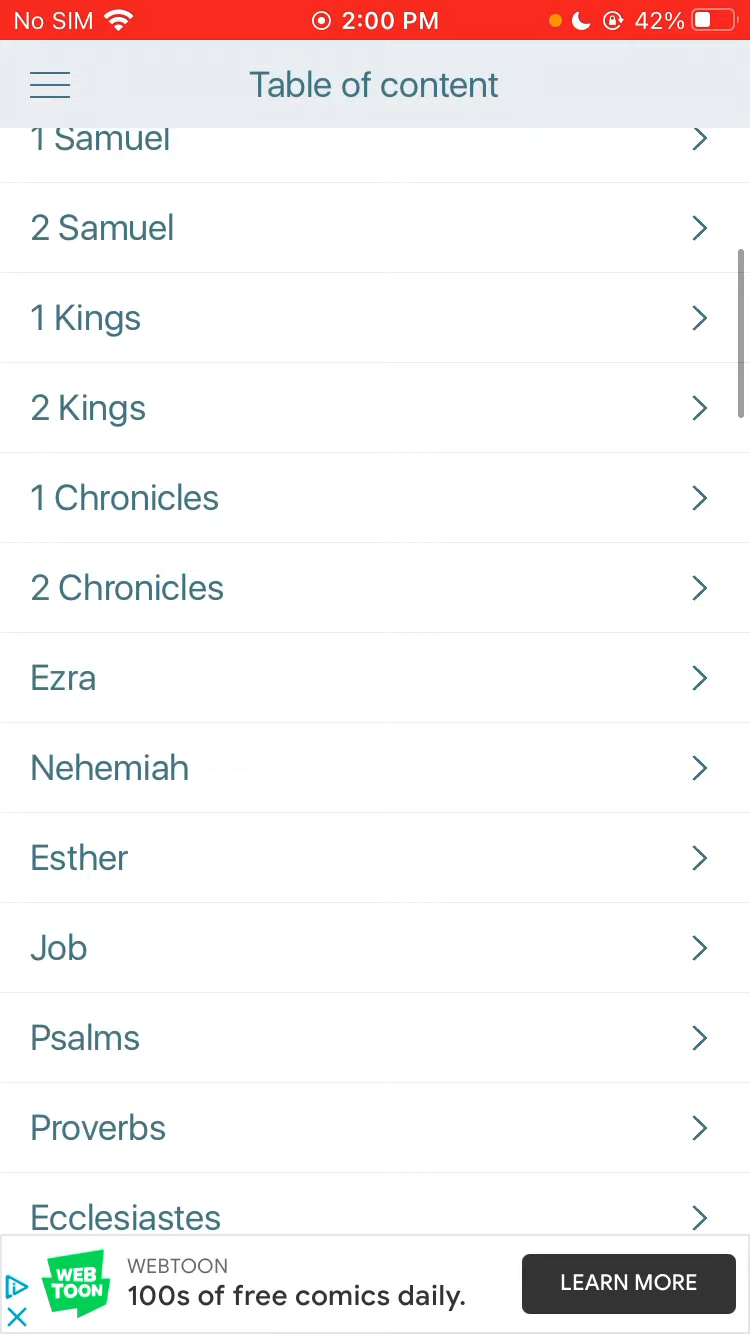 No SIM 2:00 PM 42%
Table of content
1 Samuel
2 Samuel
1 Kings
2 Kings
1 Chronicles
2 Chronicles
Ezra
Nehemiah
Esther
Job
Psalms
Proverbs
Ecclesiastes
WEB
TOON
WEBTOON
100s of free comics daily.
LEARN MORE